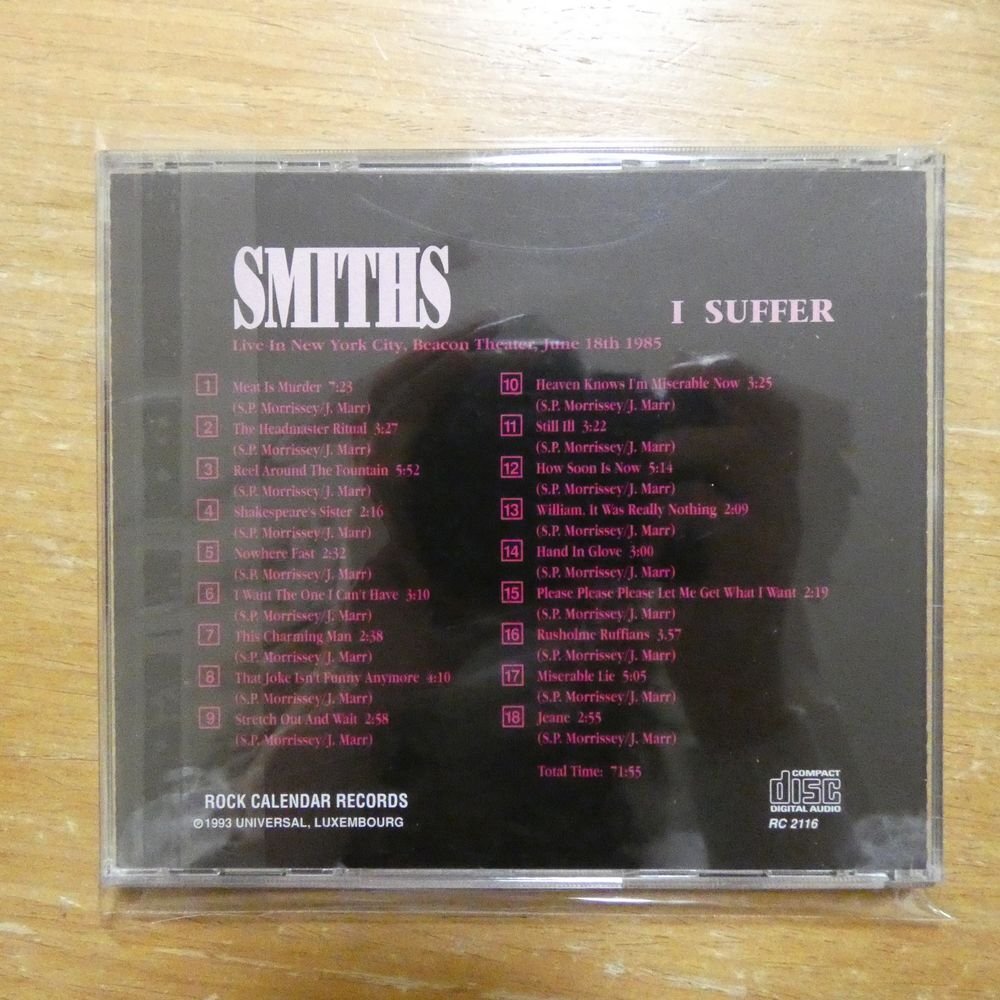 SMITHS
I SUFFER
Live In New York City, Beacon Theater, June 18th 1985
1 Meat Is Murder 7:23
(S.P. Morrissey/J. Marr)
2 The Headmaster Ritual 3:27
(S.P. Morrissey/J. Marr)
3 Reel Around The Fountain 5:52
(S.P. Morrissey/J. Marr)
4 Shakespeare's Sister 2:16
(S.P. Morrissey/J. Marr)
5 Nowhere Fast 2:32
(S.P. Morrissey/J. Marr)
6 I Want The One I Can't Have 3:10
(S.P. Morrissey/J. Marr)
7 This Charming Man 2:38
(S.P. Morrissey/J. Marr)
8 That Joke Isn't Funny Anymore 4:10
(S.P. Morrissey/J. Marr)
9 Stretch Out And Wait 2:58
(S.P. Morrissey/J. Marr)
10 Heaven Knows I'm Miserable Now 3:25
(S.P. Morrissey/J. Marr)
11 Still Ill 3:22
(S.P. Morrissey/J. Marr)
12 How Soon Is Now 5:14
(S.P. Morrissey/J. Marr)
13 William, It Was Really Nothing 2:09
(S.P. Morrissey/J. Marr)
14 Hand In Glove 3:00
(S.P. Morrissey/J. Marr)
15 Please Please Please Let Me Get What I Want 2:19
(S.P. Morrissey/J. Marr)
16 Rusholme Ruffians 3.57
(S.P. Morrissey/J. Marr)
17 Miserable Lie 5:05
(S.P. Morrissey/J. Marr)
18 Jeane 2:55
(S.P. Morrissey/J. Marr)
Total Time: 71:55
ROCK CALENDAR RECORDS
℗ 1993 UNIVERSAL, LUXEMBOURG
COMPACT
disc
DIGITAL AUDIO
RC 2116